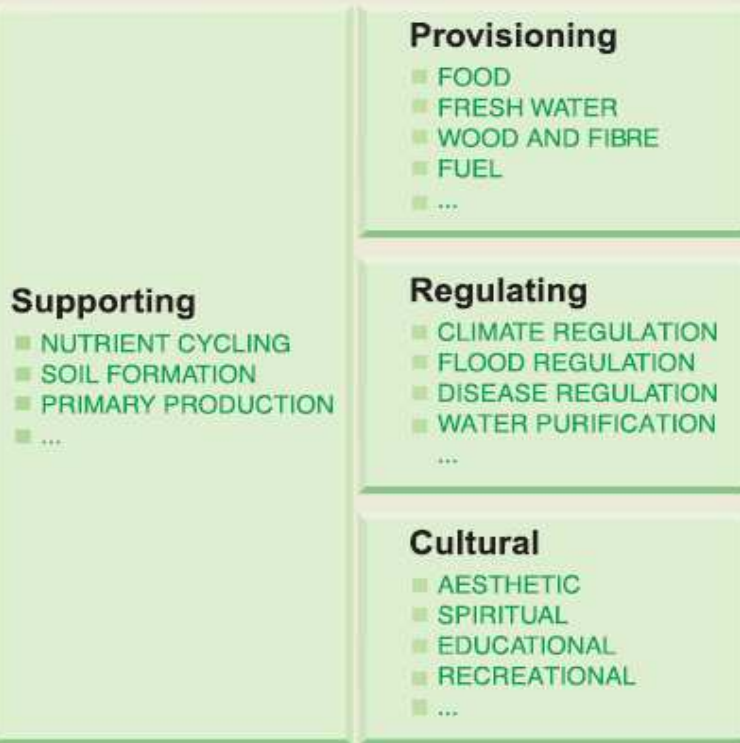 Supporting
NUTRIENT CYCLING
SOIL FORMATION
PRIMARY PRODUCTION
...
Provisioning
FOOD
FRESH WATER
WOOD AND FIBRE
FUEL
...
Regulating
CLIMATE REGULATION
FLOOD REGULATION
DISEASE REGULATION
WATER PURIFICATION
...
Cultural
AESTHETIC
SPIRITUAL
EDUCATIONAL
RECREATIONAL
...